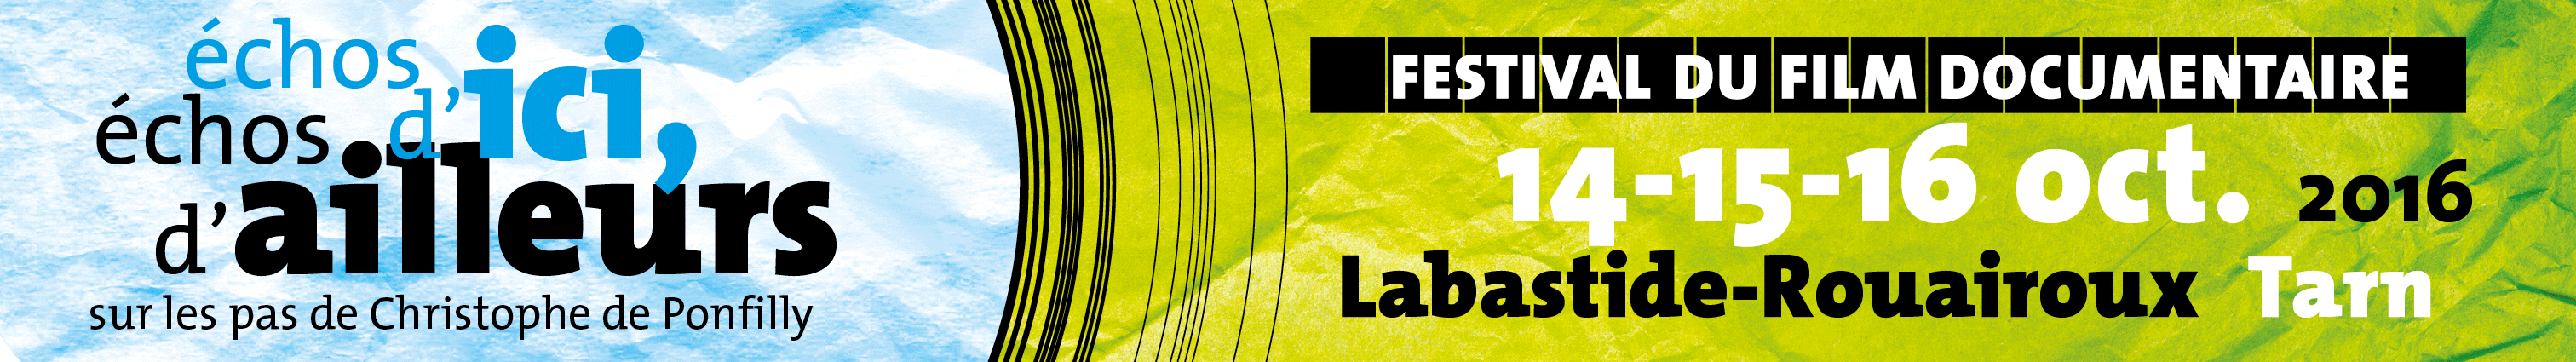 échos d'ici,
échos
d'ailleurs
sur les pas de Christophe de Ponfilly
FESTIVAL DU FILM DOCUMENTAIRE
14-15-16 oct. 2016
Labastide-Rouairoux Tarn